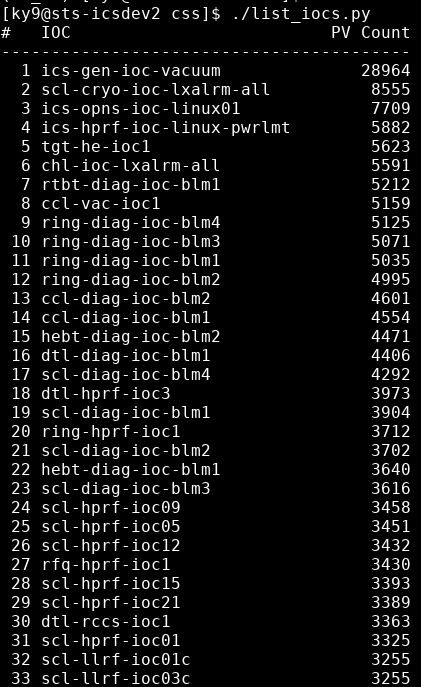 [ky9@sts-icsdev2 css]$ ./list_iocs.py
#   IOC                          PV Count
-----------------------------------------
  1 ics-gen-ioc-vacuum              28964
  2 scl-cryo-ioc-lxalrm-all          8555
  3 ics-opns-ioc-linux01             7709
  4 ics-hprf-ioc-linux-pwrlmt        5882
  5 tgt-he-ioc1                      5623
  6 chl-ioc-lxalrm-all               5591
  7 rtbt-diag-ioc-blm1               5212
  8 ccl-vac-ioc1                     5159
  9 ring-diag-ioc-blm4               5125
 10 ring-diag-ioc-blm3               5071
 11 ring-diag-ioc-blm1               5035
 12 ring-diag-ioc-blm2               4995
 13 ccl-diag-ioc-blm2                4601
 14 ccl-diag-ioc-blm1                4554
 15 hebt-diag-ioc-blm2               4471
 16 dtl-diag-ioc-blm1                4406
 17 scl-diag-ioc-blm4                4292
 18 dtl-hprf-ioc3                    3973
 19 scl-diag-ioc-blm1                3904
 20 ring-hprf-ioc1                   3712
 21 scl-diag-ioc-blm2                3702
 22 hebt-diag-ioc-blm1               3640
 23 scl-diag-ioc-blm3                3616
 24 scl-hprf-ioc09                   3458
 25 scl-hprf-ioc05                   3451
 26 scl-hprf-ioc12                   3432
 27 rfq-hprf-ioc1                    3430
 28 scl-hprf-ioc15                   3393
 29 scl-hprf-ioc21                   3389
 30 dtl-rccs-ioc1                    3363
 31 scl-hprf-ioc01                   3325
 32 scl-llrf-ioc01c                  3255
 33 scl-llrf-ioc03c                  3255